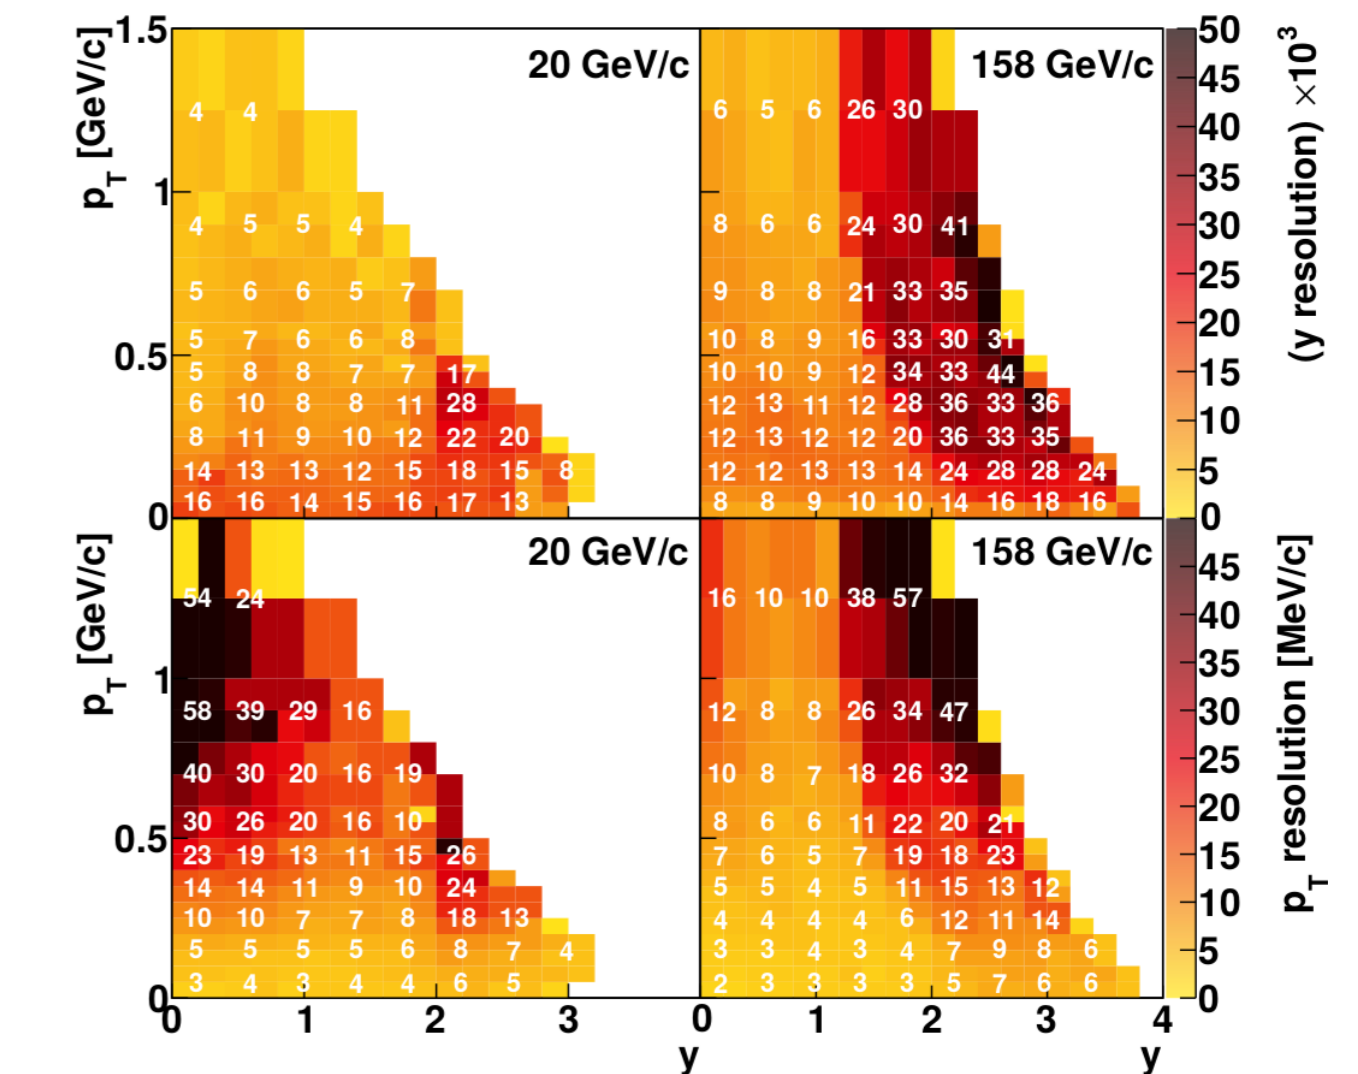 1.5 20 GeV/c 158 GeV/c 50
45
4 4 6 5 6 26 30
40
1 35
4 5 5 4 8 6 6 24 30 41 30
25
5 6 6 5 7 9 8 8 21 33 35
20
0.5 5 7 6 6 8 10 8 9 16 33 30 31
5 8 8 7 7 17 10 10 9 12 34 33 44 15
6 10 8 8 11 28 12 13 11 12 28 36 33 36
10
8 11 9 10 12 22 20 12 13 12 12 20 36 33 35
14 13 13 12 15 18 15 8 12 12 13 13 14 24 28 28 24 5
16 16 14 15 16 17 13 8 8 9 10 10 14 16 18 16
0 0
p_T [GeV/c]
(y resolution) ×10³
20 GeV/c 158 GeV/c
45
54 24 16 10 10 38 57 40
35
1
58 39 29 16 12 8 8 26 34 47 30
25
40 30 20 16 19 10 8 7 18 26 32
20
30 26 20 16 10 8 6 6 11 22 20 21
0.5
23 19 13 11 15 26 7 6 5 7 19 18 23 15
14 14 11 9 10 24 5 5 4 5 11 15 13 12
10
10 10 7 7 8 18 13 4 4 4 4 6 12 11 14
5 5 5 5 6 8 7 4 3 3 4 3 4 7 9 8 6 5
3 4 3 4 4 6 5 2 3 3 3 3 5 7 6 6
0 0
p_T [GeV/c]
p_T resolution [MeV/c]
0 1 2 3 0 1 2 3 4
y y